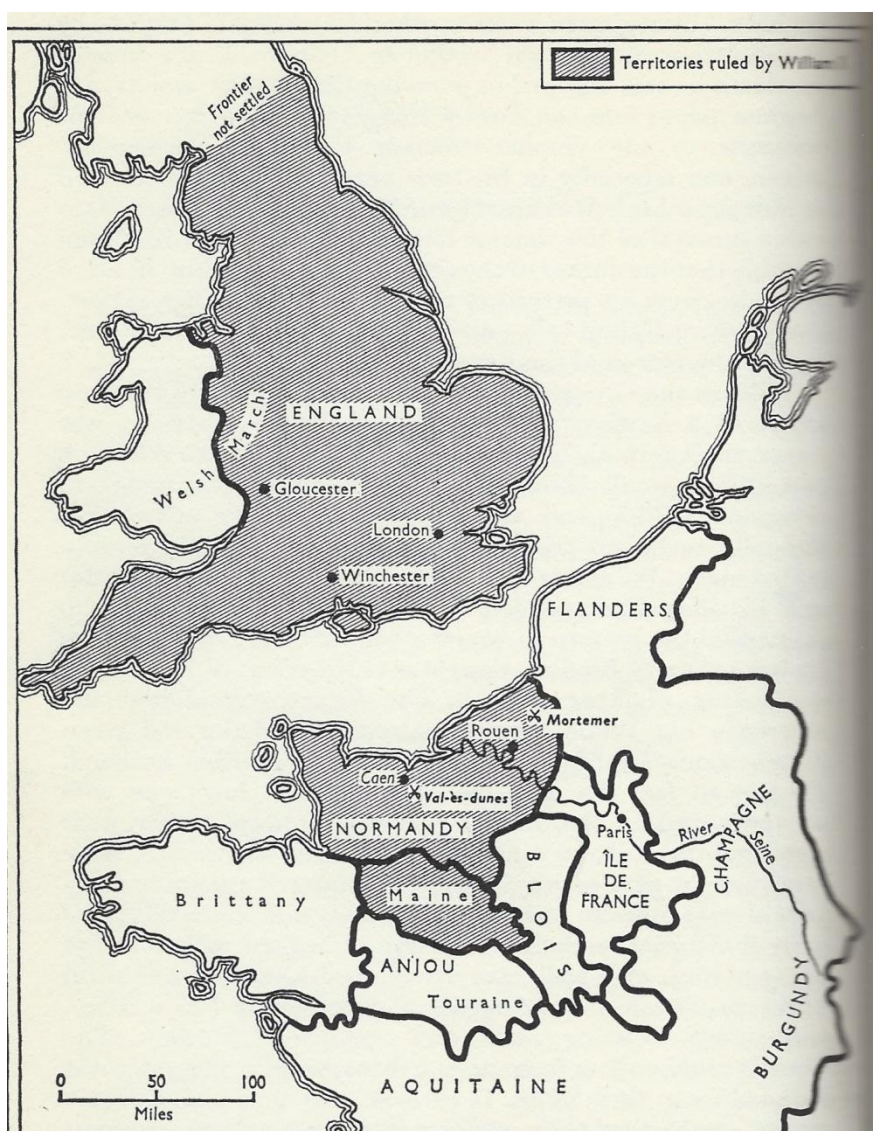 Territories ruled by William
Frontier
not settled
ENGLAND
Welsh March
Gloucester
London
Winchester
FLANDERS
Mortemer
Rouen
Caen
Val-ès-dunes
NORMANDY
Paris
River Seine
CHAMPAGNE
ÎLE
DE
FRANCE
BLOIS
Maine
Brittany
ANJOU
Touraine
BURGUNDY
AQUITAINE
0 50 100
Miles